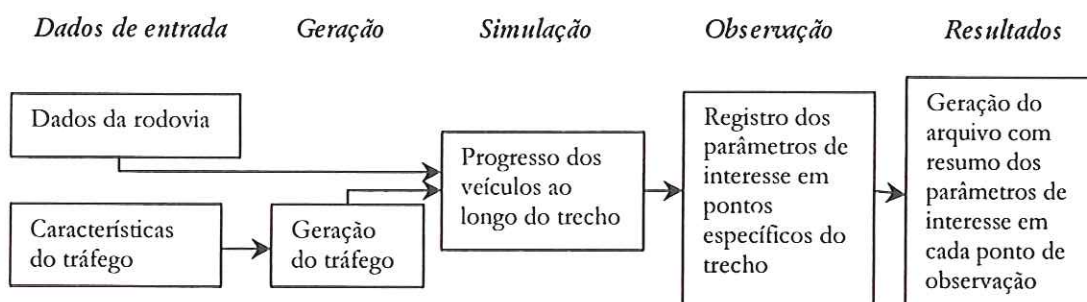 Dados de entrada
Geração
Simulação
Observação
Resultados
Dados da rodovia
Características
do tráfego
Geração
do tráfego
Progresso dos
veículos ao
longo do trecho
Registro dos
parâmetros de
interesse em
pontos
específicos do
trecho
Geração do
arquivo com
resumo dos
parâmetros de
interesse em
cada ponto de
observação